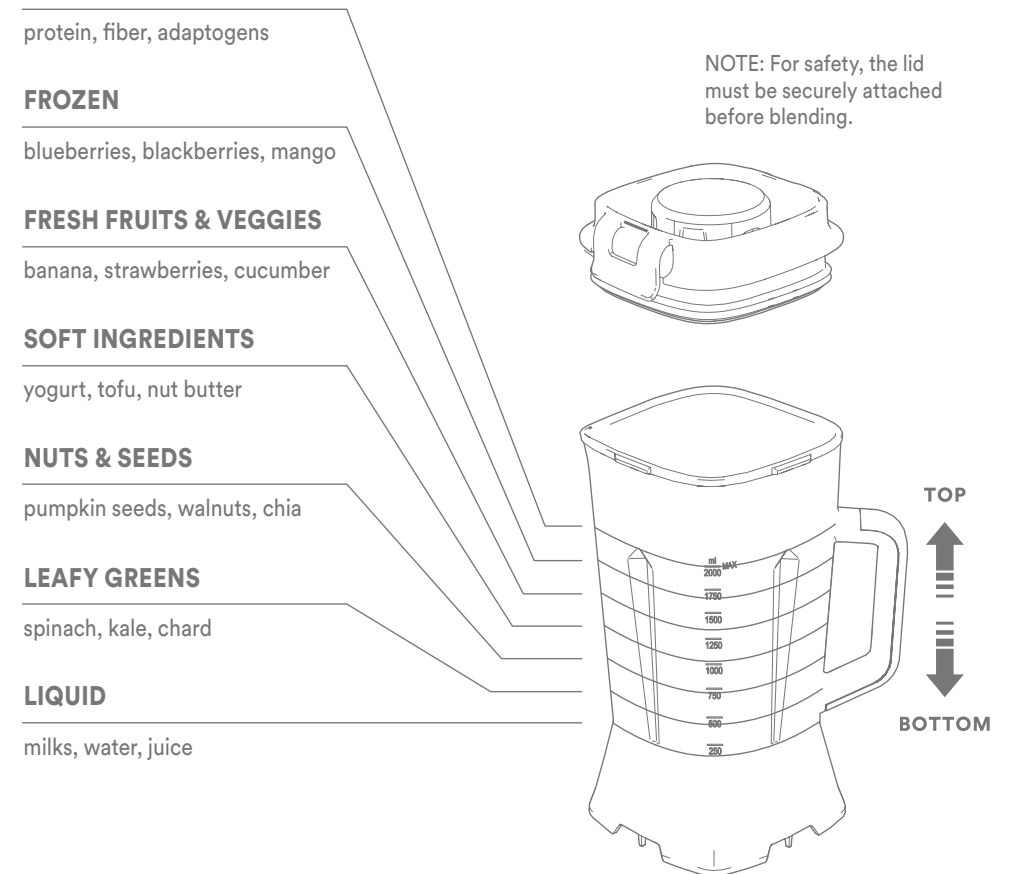 protein, fiber, adaptogens
FROZEN
blueberries, blackberries, mango
FRESH FRUITS & VEGGIES
banana, strawberries, cucumber
SOFT INGREDIENTS
yogurt, tofu, nut butter
NUTS & SEEDS
pumpkin seeds, walnuts, chia
LEAFY GREENS
spinach, kale, chard
LIQUID
milks, water, juice
NOTE: For safety, the lid
must be securely attached
before blending.
ml
2000 MAX
1750
1500
1250
1000
750
500
250
TOP
BOTTOM